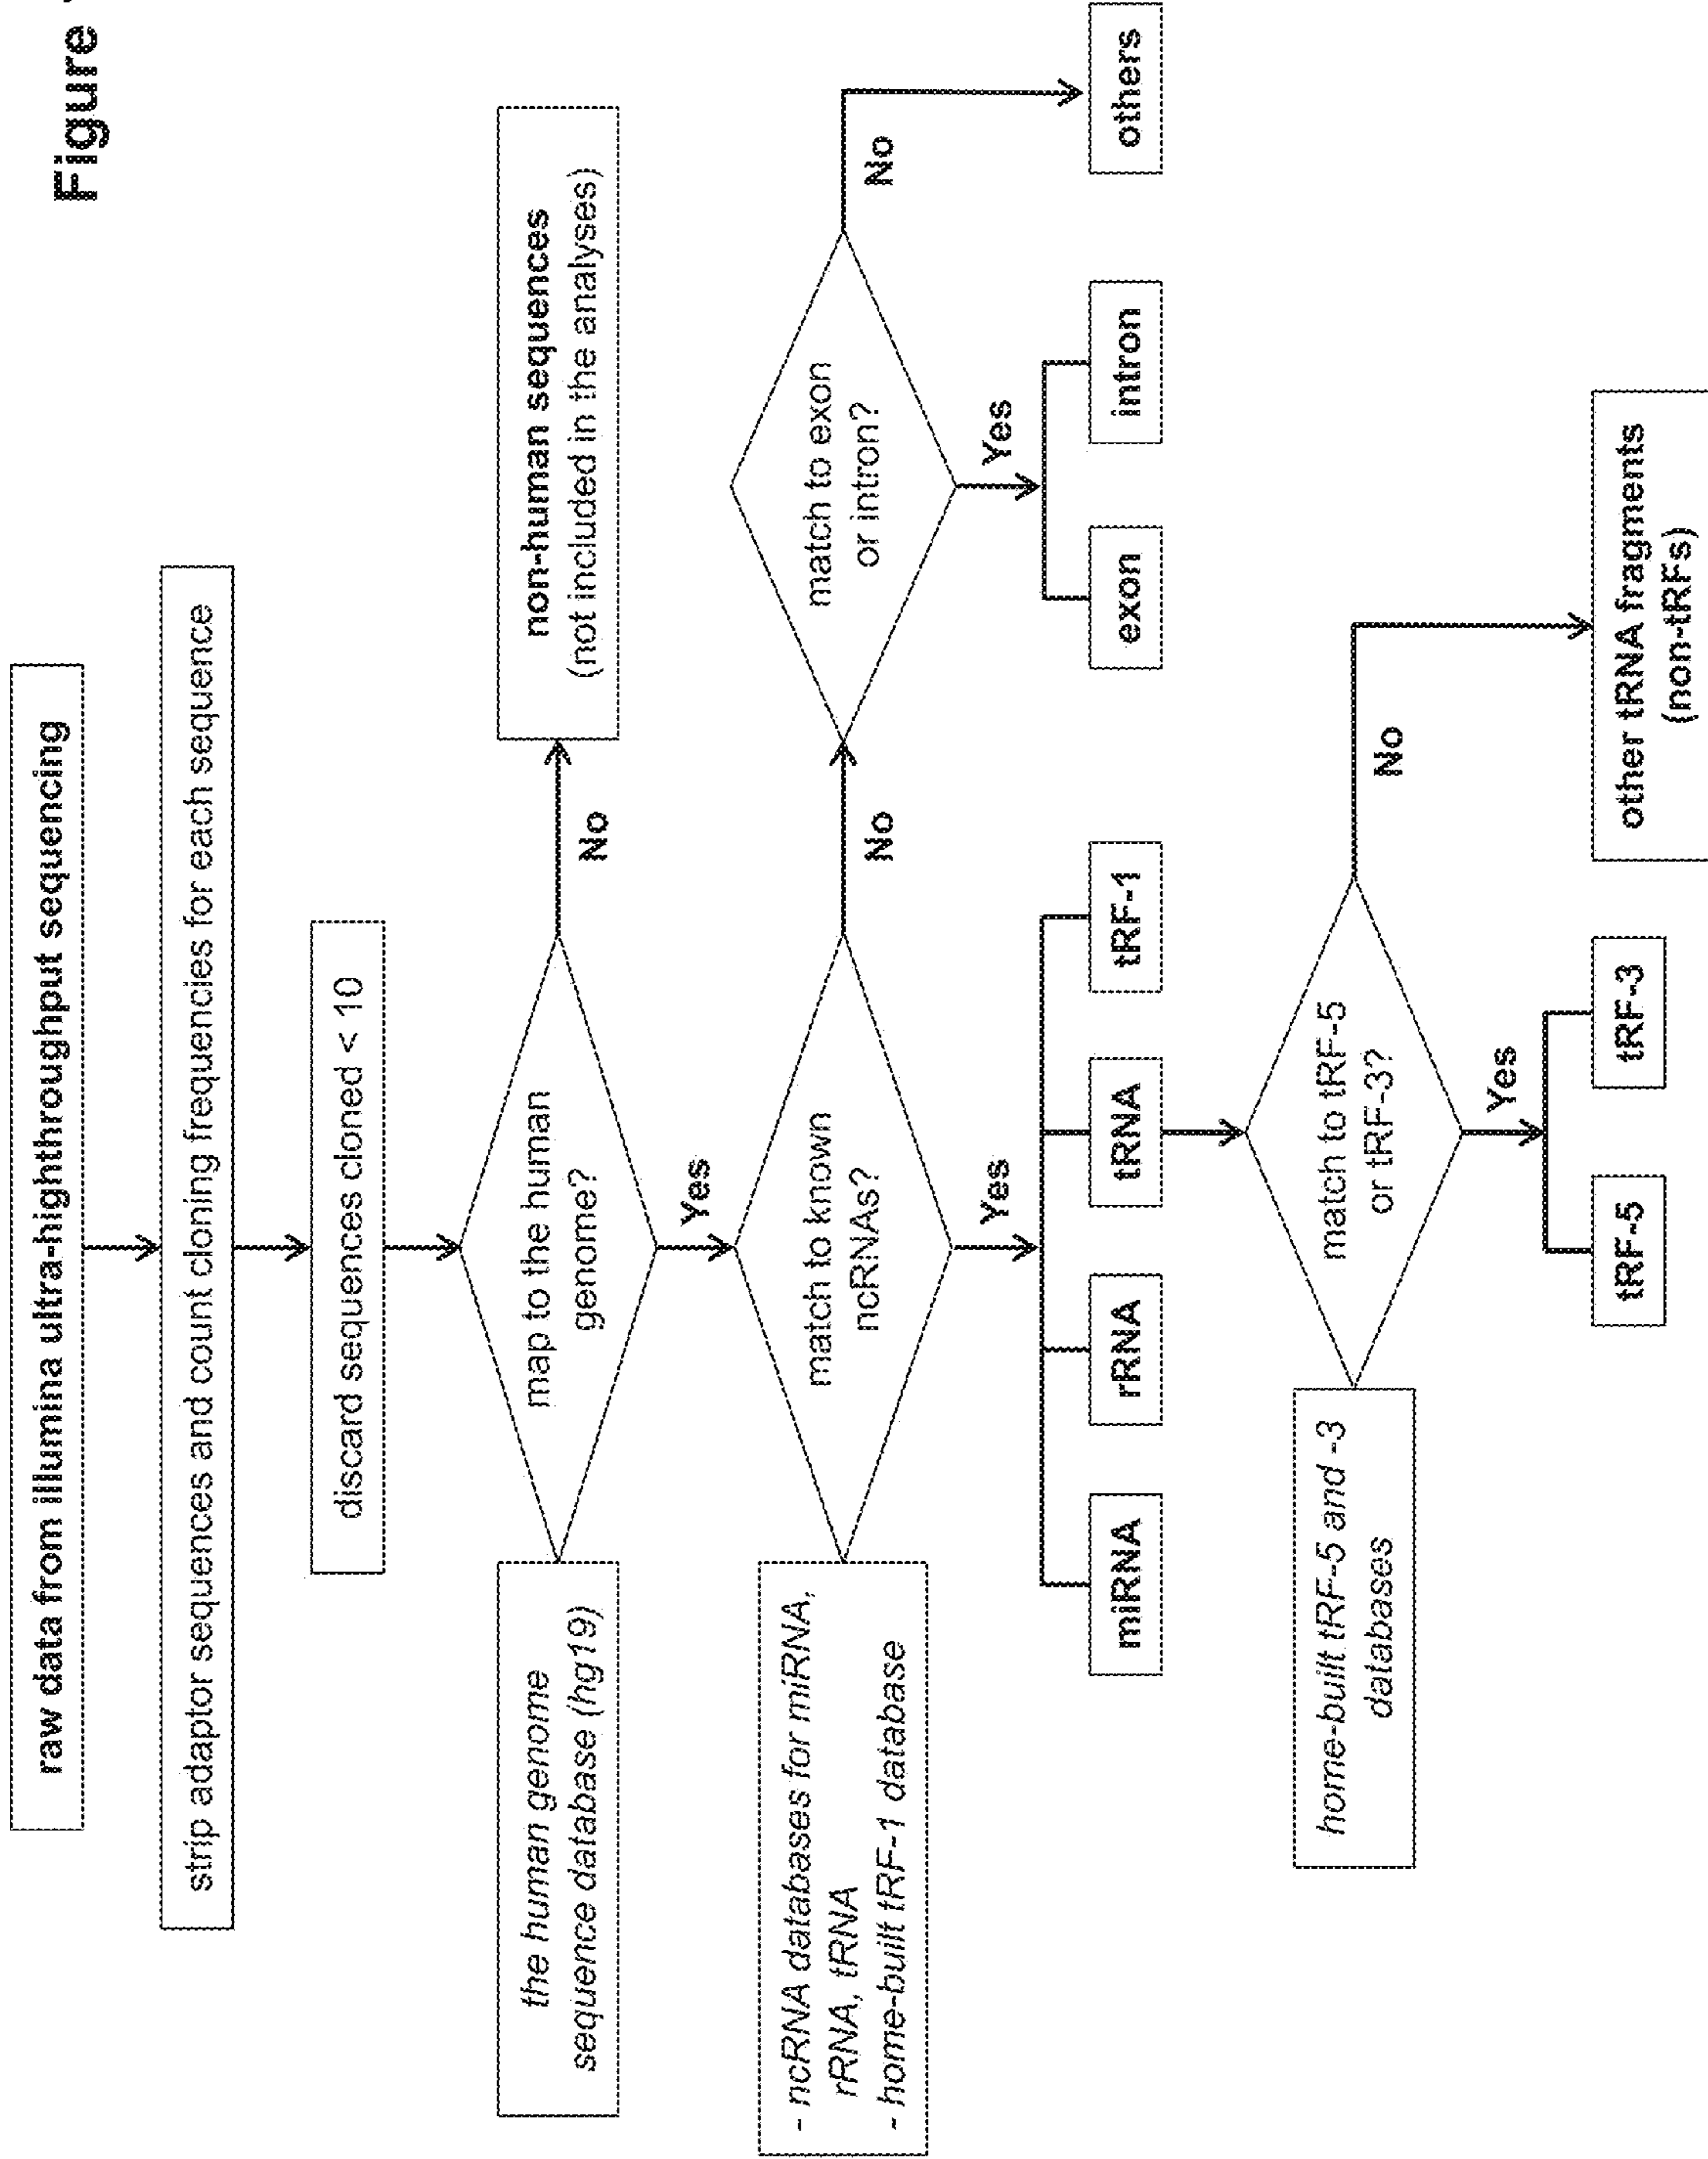 Figure
raw data from illumina ultra-highthroughput sequencing
strip adaptor sequences and count cloning frequencies for each sequence
discard sequences cloned < 10
the human genome
sequence database (hg19)
map to the human
genome?
No
non-human sequences
(not included in the analyses)
Yes
- ncRNA databases for miRNA,
rRNA, tRNA
- home-built tRF-1 database
match to known
ncRNAs?
No
match to exon
or intron?
No
Yes
Yes
miRNA
rRNA
tRNA
tRF-1
exon
intron
others
home-built tRF-5 and -3
databases
match to tRF-5
or tRF-3?
No
Yes
tRF-5
tRF-3
other tRNA fragments
(non-tRFs)